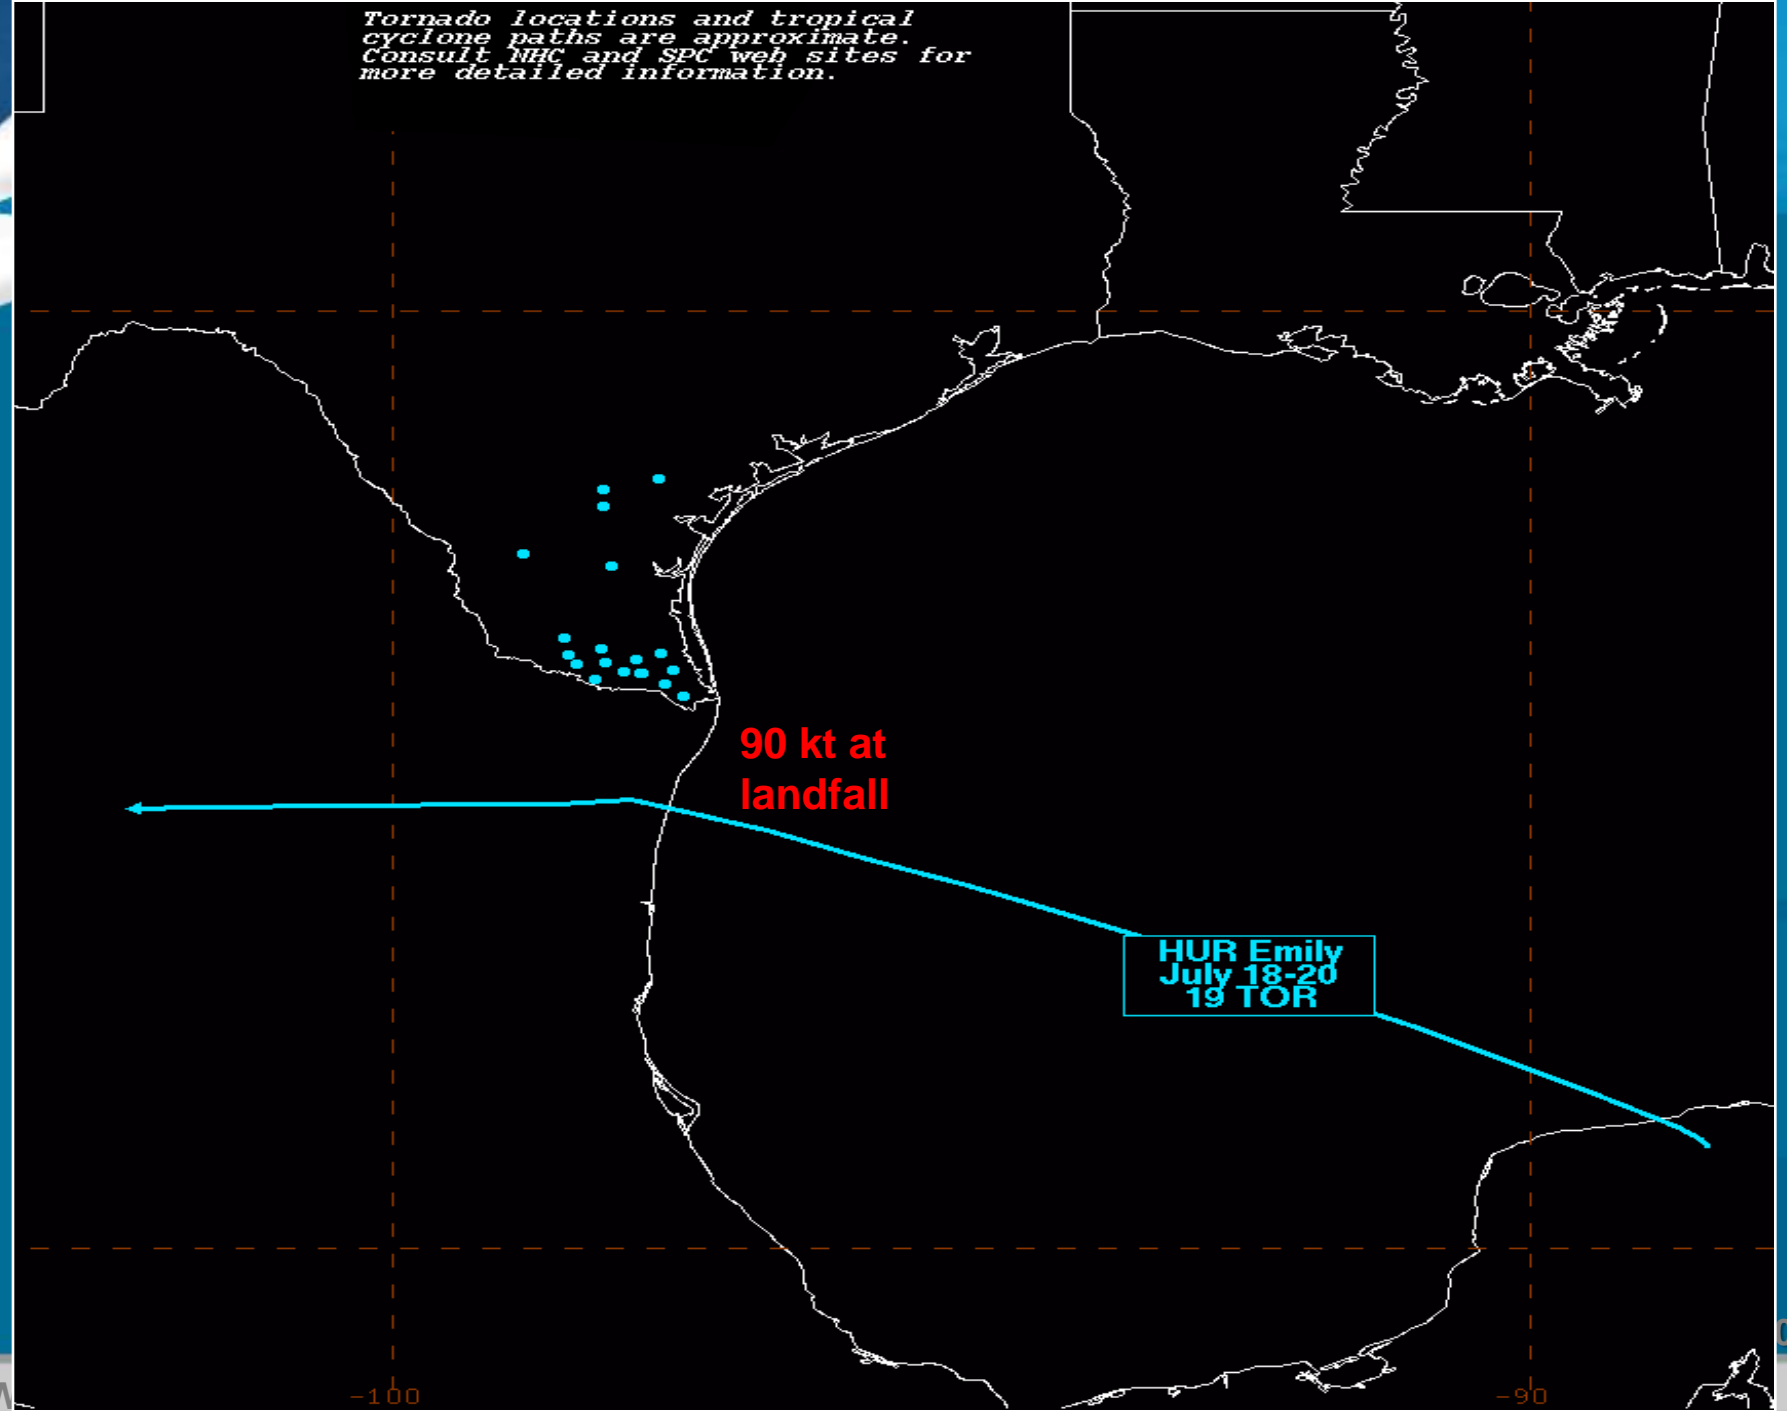 Tornado locations and tropical
cyclone paths are approximate.
Consult NHC and SPC web sites for
more detailed information.
90 kt at
landfall
HUR Emily
July 18-20
19 TOR
-100
-90